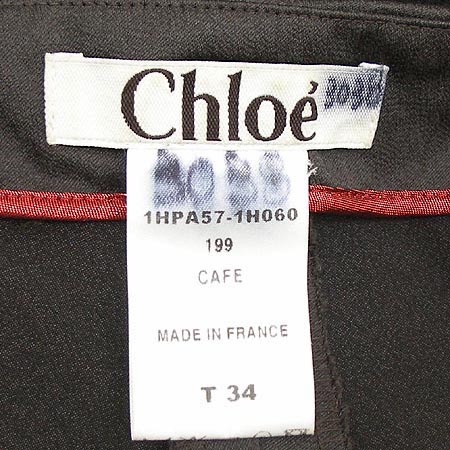 Chloé
1HPA57-1H060
199
CAFE
MADE IN FRANCE
T 34